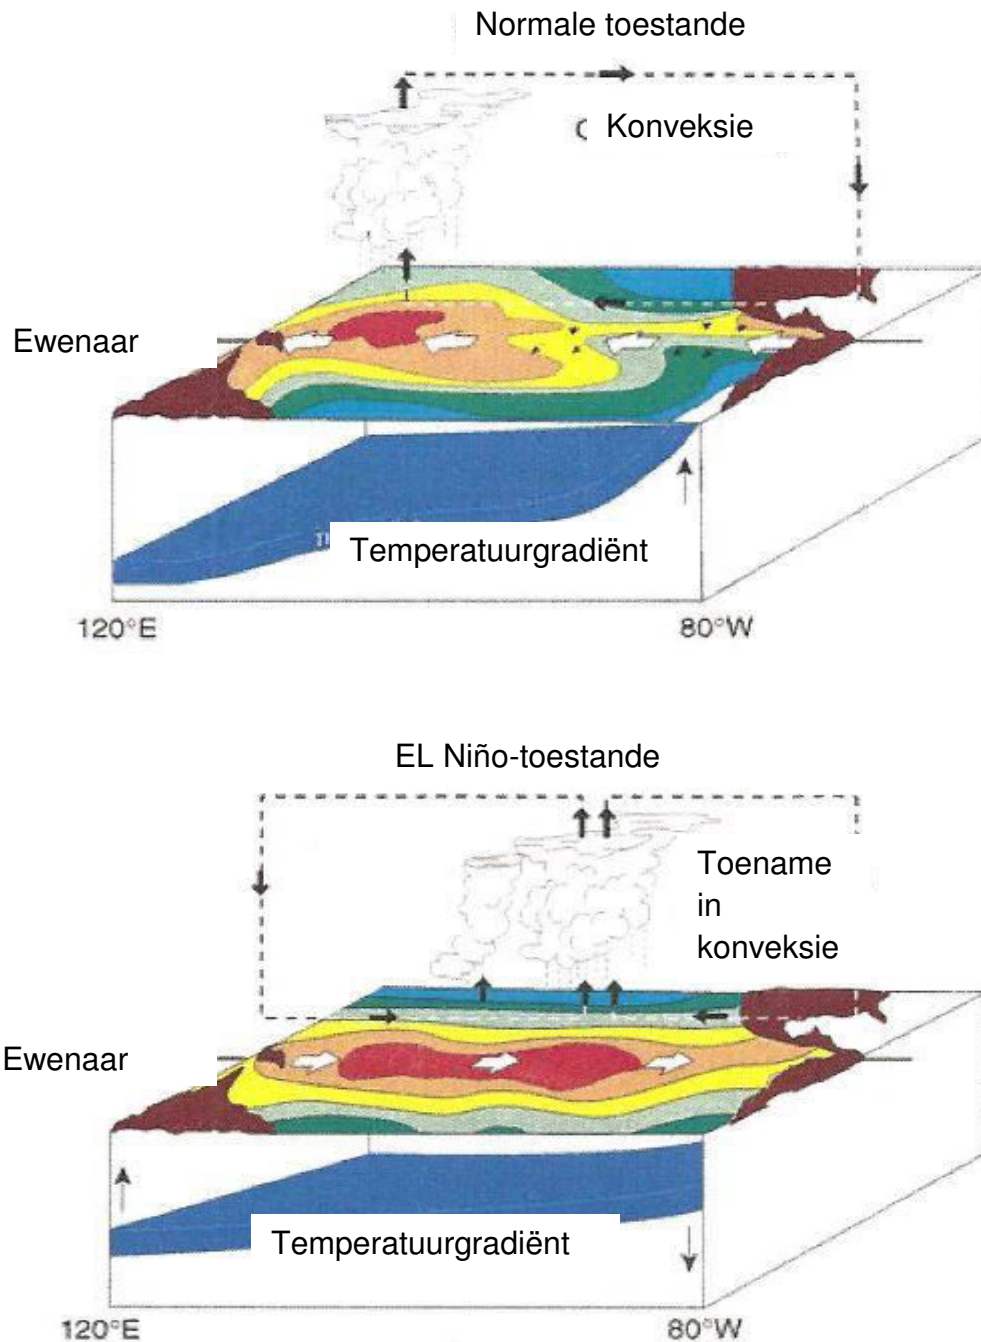 Normale toestande
Konveksie
Ewenaar
Temperatuurgradiënt
120°E
80°W
EL Niño-toestande
Toename
in
konveksie
Ewenaar
Temperatuurgradiënt
120°E
80°W